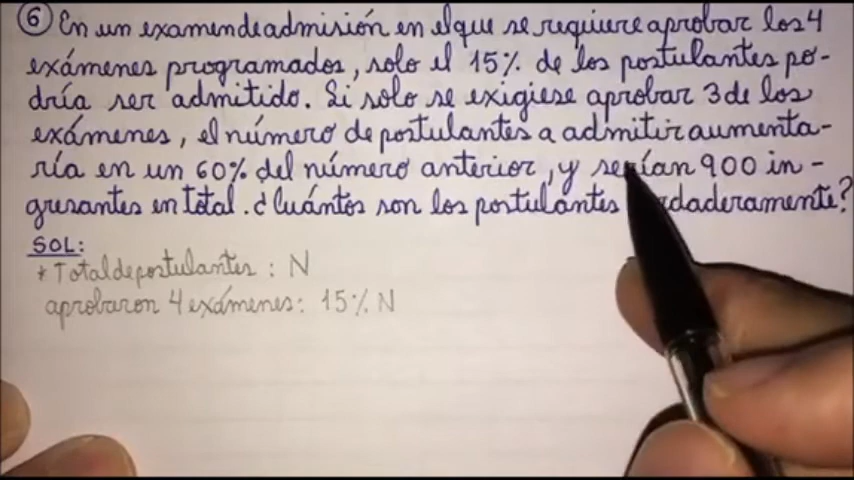 6 En un examen de admisión en el que se requiere aprobar los 4
exámenes programados, solo el 15% de los postulantes po-
dría ser admitido. Si solo se exigiese aprobar 3 de los
exámenes, el número de postulantes a admitir aumenta-
ría en un 60% del número anterior, y serían 900 in-
gresantes en total. ¿Cuántos son los postulantes daderamente?
SOL:
* Total de postulantes : N
aprobaron 4 exámenes: 15% N